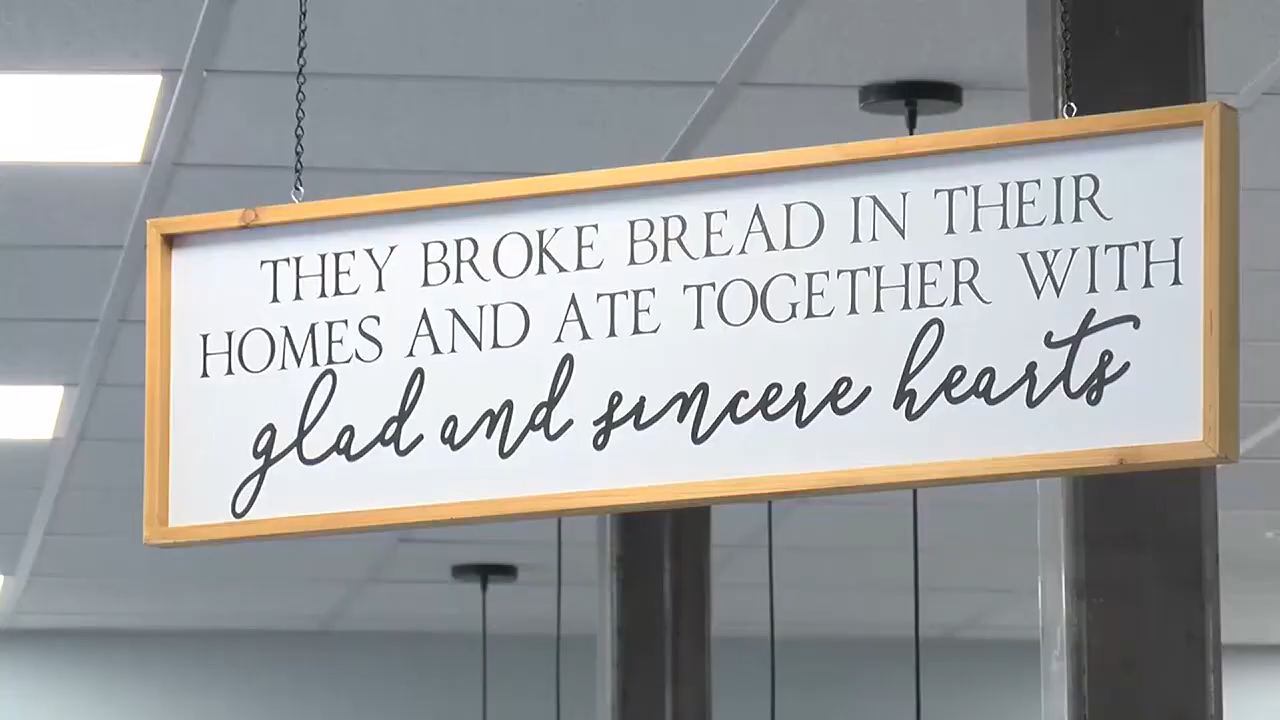 THEY BROKE BREAD IN THEIR
HOMES AND ATE TOGETHER WITH
glad and sincere hearts